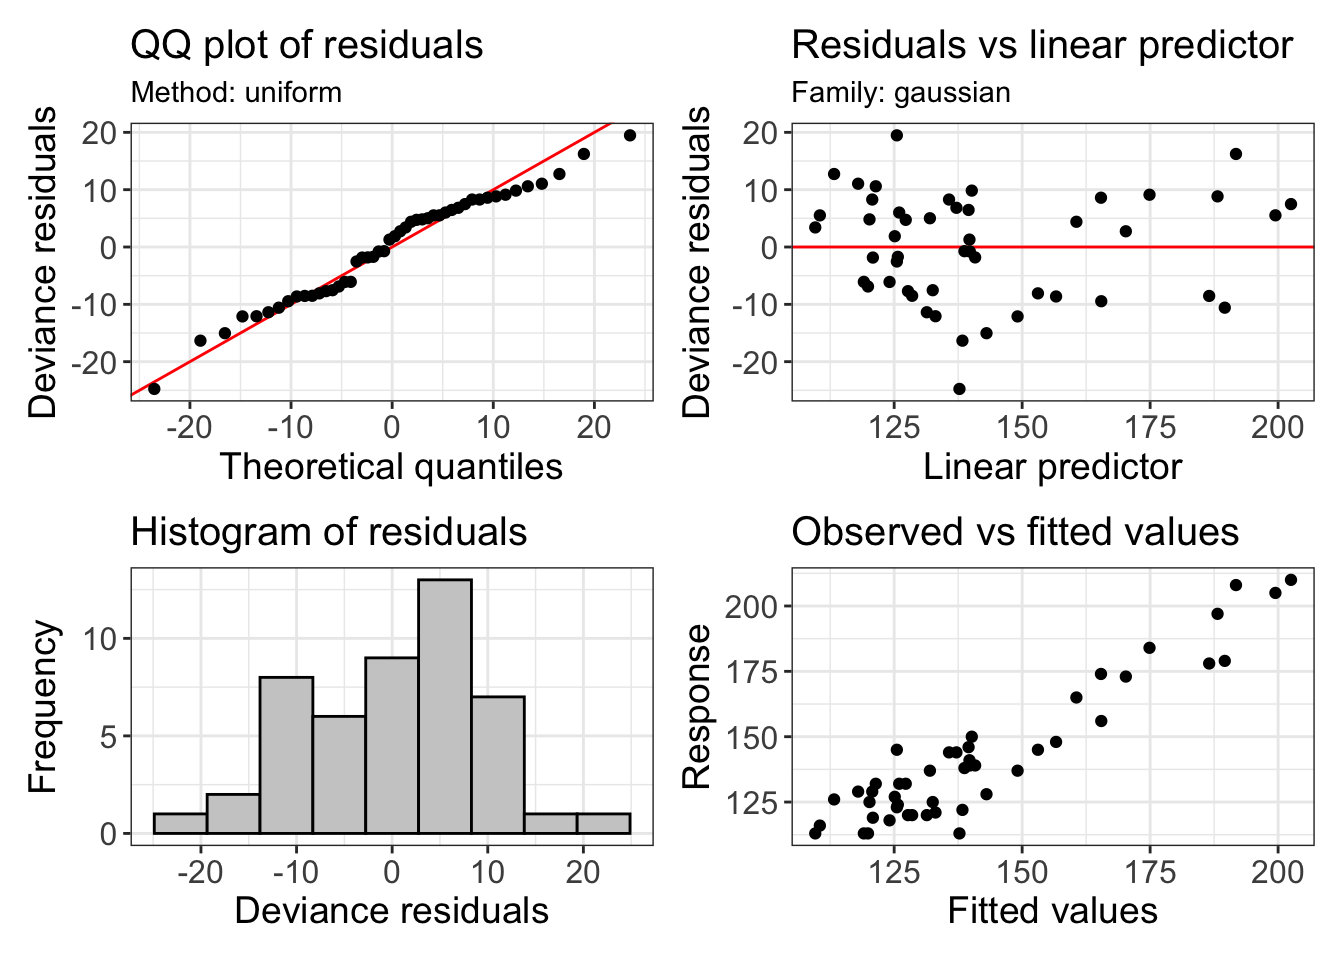 QQ plot of residuals
Method: uniform
Deviance residuals
20
10
0
-10
-20
-20 -10 0 10 20
Theoretical quantiles
Residuals vs linear predictor
Family: gaussian
Deviance residuals
20
10
0
-10
-20
125 150 175 200
Linear predictor
Histogram of residuals
Frequency
10
5
0
-20 -10 0 10 20
Deviance residuals
Observed vs fitted values
Response
200
175
150
125
125 150 175 200
Fitted values